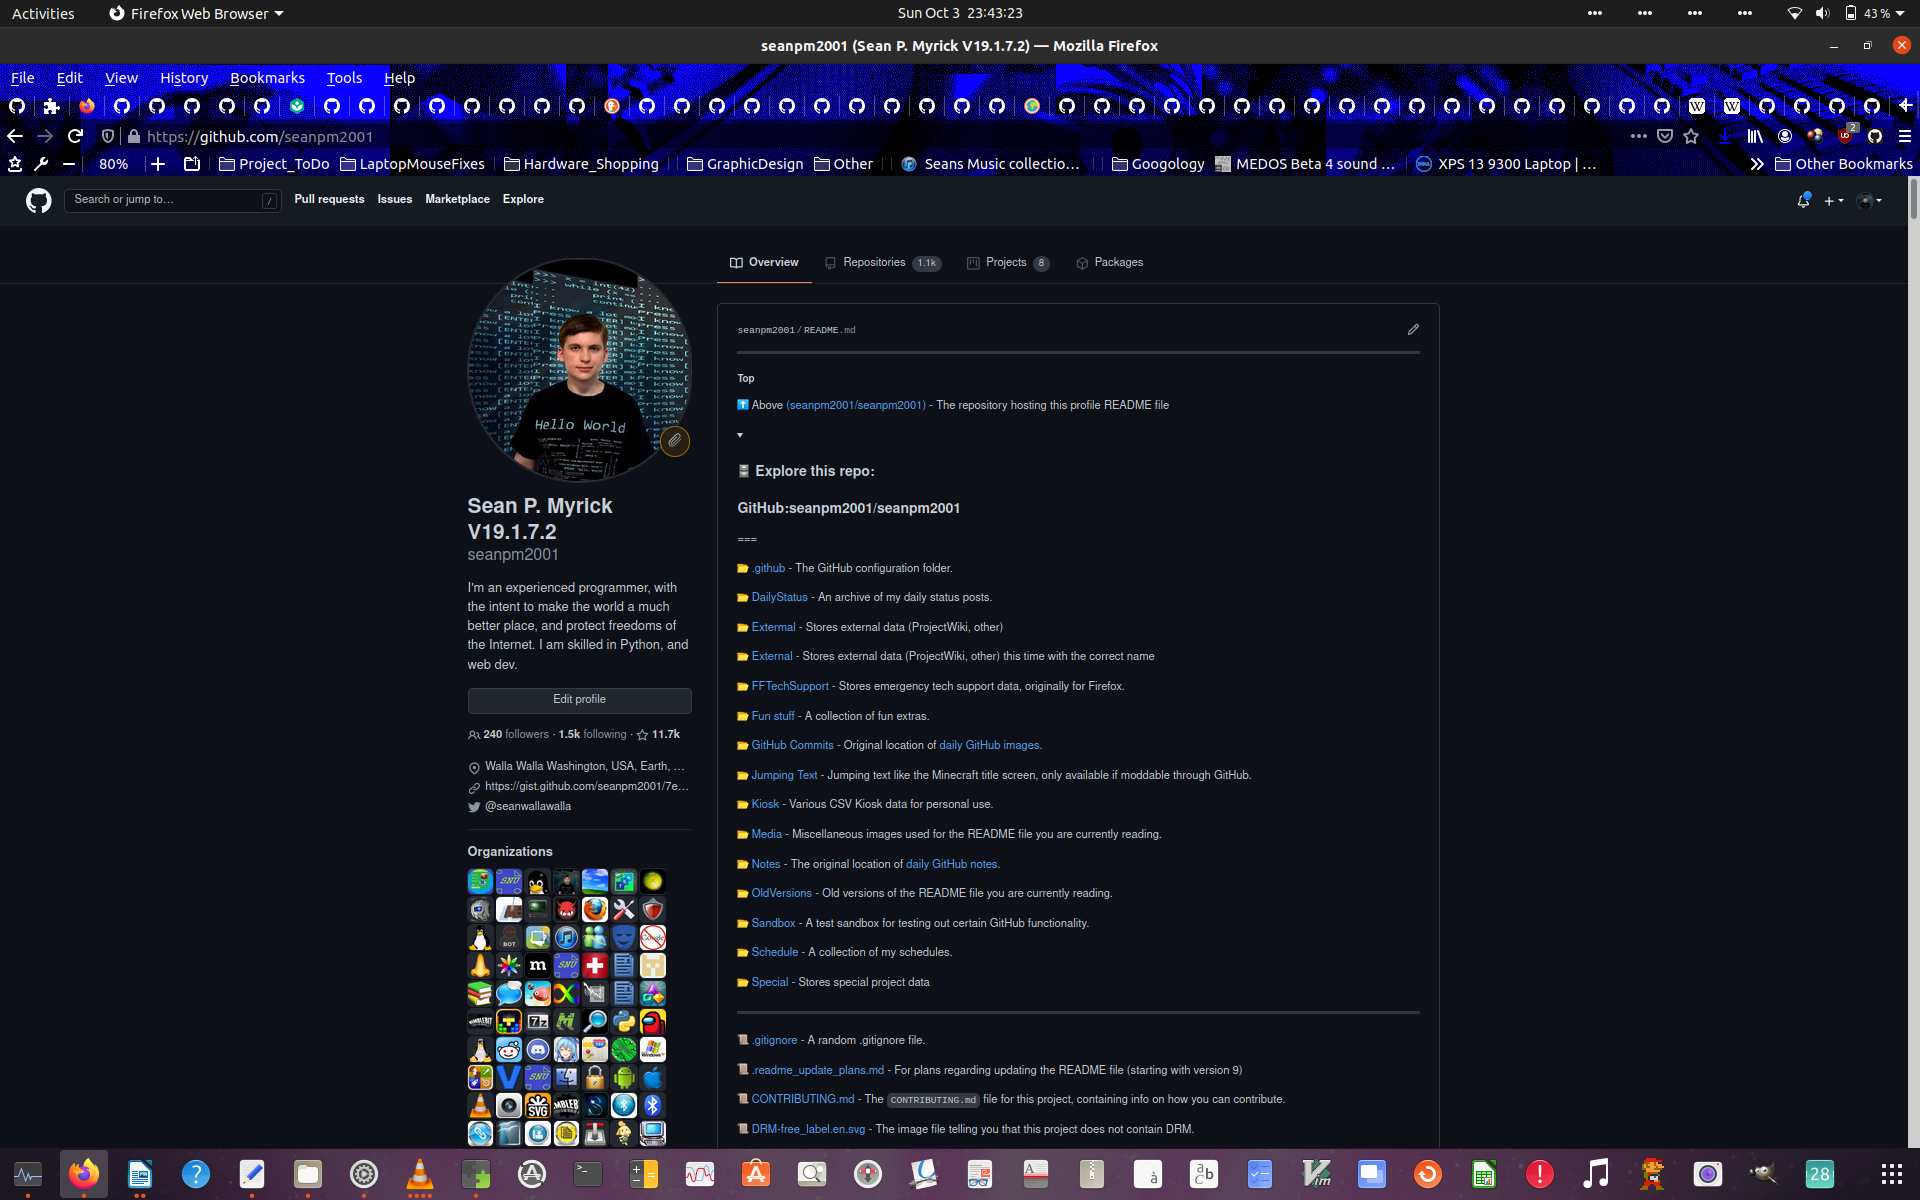 Activities Firefox Web Browser Sun Oct 3 23:43:23 43 %
seanpm2001 (Sean P. Myrick V19.1.7.2) — Mozilla Firefox
File Edit View History Bookmarks Tools Help
https://github.com/seanpm2001 2
80% Project_ToDo LaptopMouseFixes Hardware_Shopping GraphicDesign Other Seans Music collectio… Googology MEDOS Beta 4 sound … XPS 13 9300 Laptop | … Other Bookmarks
Search or jump to… / Pull requests Issues Marketplace Explore
Overview Repositories 1.1k Projects 8 Packages
Hello World
Sean P. Myrick
V19.1.7.2
seanpm2001
I'm an experienced programmer, with
the intent to make the world a much
better place, and protect freedoms of
the Internet. I am skilled in Python, and
web dev.
Edit profile
240 followers · 1.5k following · 11.7k
Walla Walla Washington, USA, Earth, …
https://gist.github.com/seanpm2001/7e…
@seanwallawalla
Organizations
seanpm2001/README.md
Top
Above (seanpm2001/seanpm2001) - The repository hosting this profile README file
Explore this repo:
GitHub:seanpm2001/seanpm2001
===
.github - The GitHub configuration folder.
DailyStatus - An archive of my daily status posts.
Extermal - Stores external data (ProjectWiki, other)
External - Stores external data (ProjectWiki, other) this time with the correct name
FFTechSupport - Stores emergency tech support data, originally for Firefox.
Fun stuff - A collection of fun extras.
GitHub Commits - Original location of daily GitHub images.
Jumping Text - Jumping text like the Minecraft title screen, only available if moddable through GitHub.
Kiosk - Various CSV Kiosk data for personal use.
Media - Miscellaneous images used for the README file you are currently reading.
Notes - The original location of daily GitHub notes.
OldVersions - Old versions of the README file you are currently reading.
Sandbox - A test sandbox for testing out certain GitHub functionality.
Schedule - A collection of my schedules.
Special - Stores special project data
.gitignore - A random .gitignore file.
.readme_update_plans.md - For plans regarding updating the README file (starting with version 9)
CONTRIBUTING.md - The CONTRIBUTING.md file for this project, containing info on how you can contribute.
DRM-free_label.en.svg - The image file telling you that this project does not contain DRM.
28